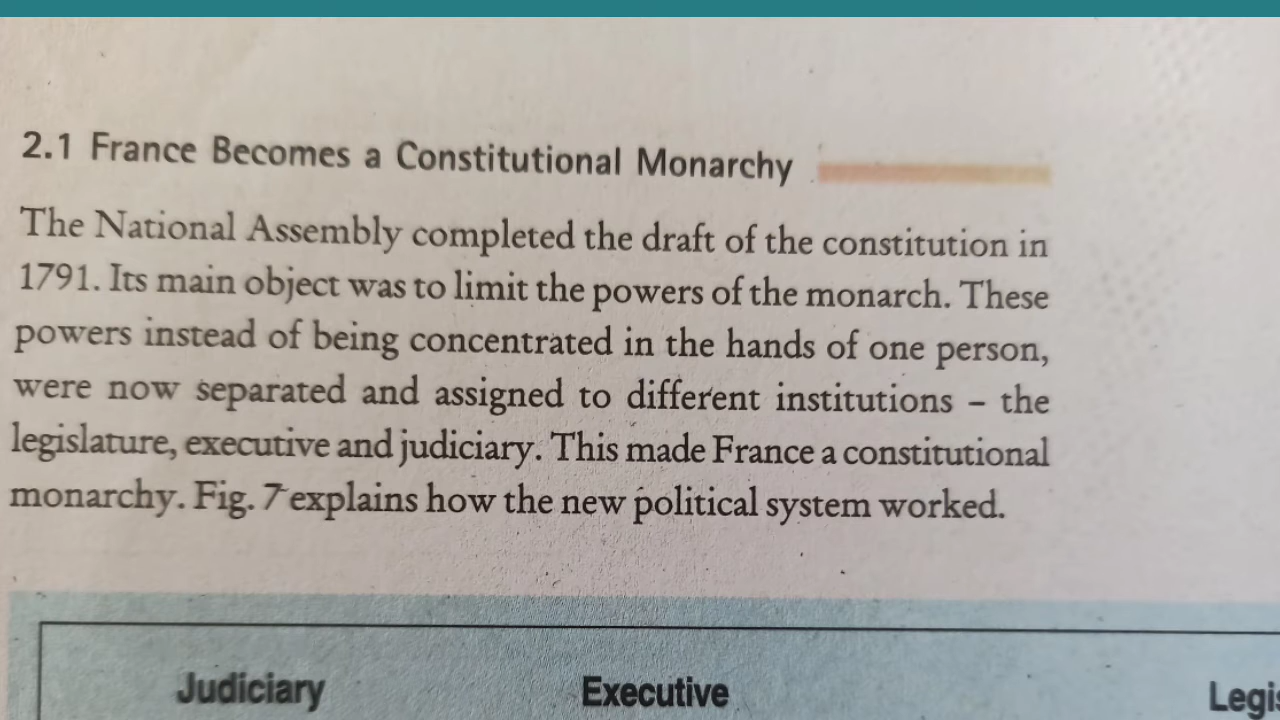 2.1 France Becomes a Constitutional Monarchy
The National Assembly completed the draft of the constitution in
1791. Its main object was to limit the powers of the monarch. These
powers instead of being concentrated in the hands of one person,
were now separated and assigned to different institutions – the
legislature, executive and judiciary. This made France a constitutional
monarchy. Fig. 7 explains how the new political system worked.
Judiciary Executive